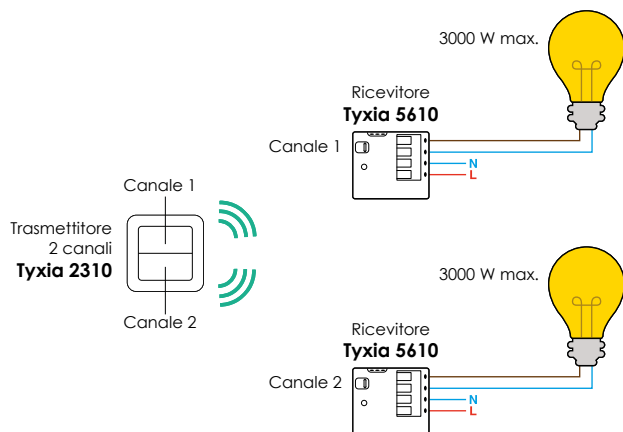 3000 W max.
Ricevitore
Tyxia 5610
Canale 1
N
L
Canale 1
Trasmettitore
2 canali
Tyxia 2310
Canale 2
3000 W max.
Ricevitore
Tyxia 5610
Canale 2
N
L